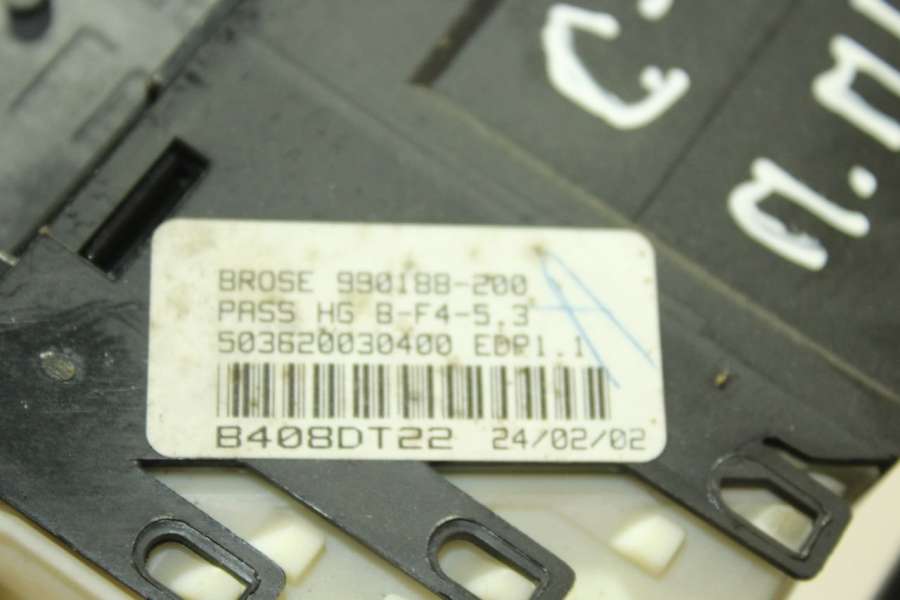 BROSE 990188-200
PASS HG B-F4-5.3
503620030400 EDP1.1
B408DT22 24/02/02